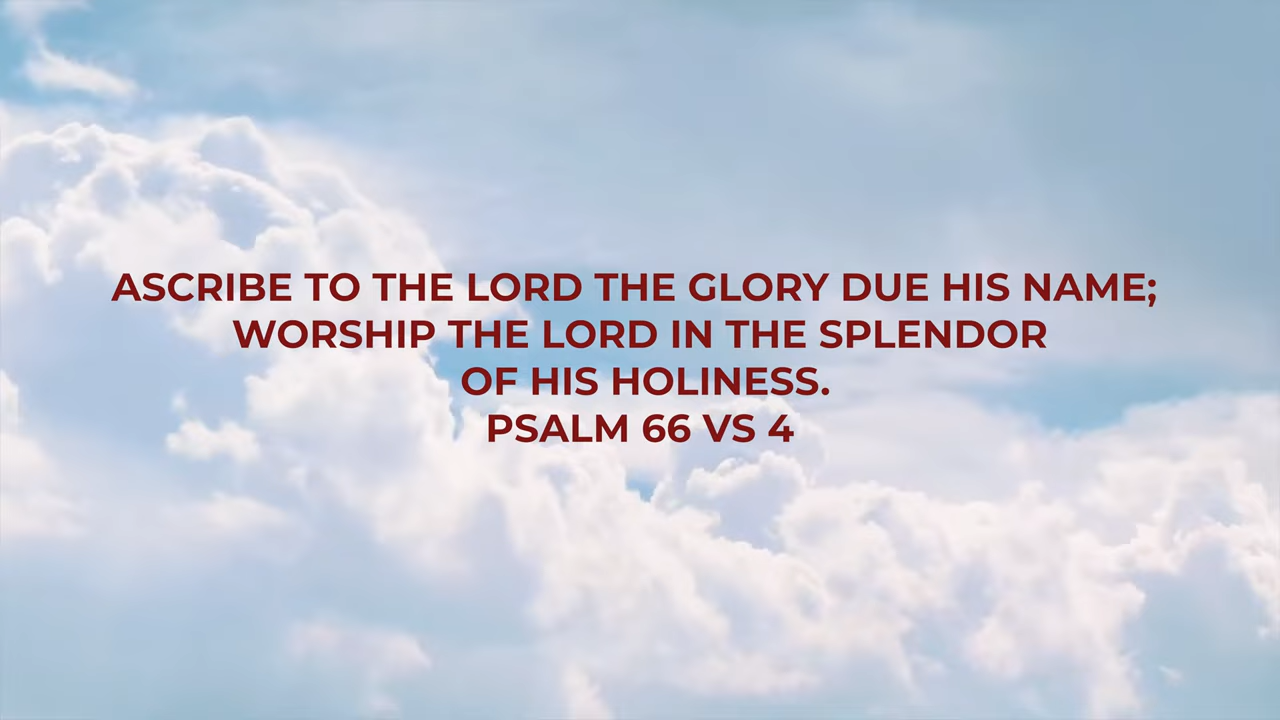 ASCRIBE TO THE LORD THE GLORY DUE HIS NAME;
WORSHIP THE LORD IN THE SPLENDOR
OF HIS HOLINESS.
PSALM 66 VS 4